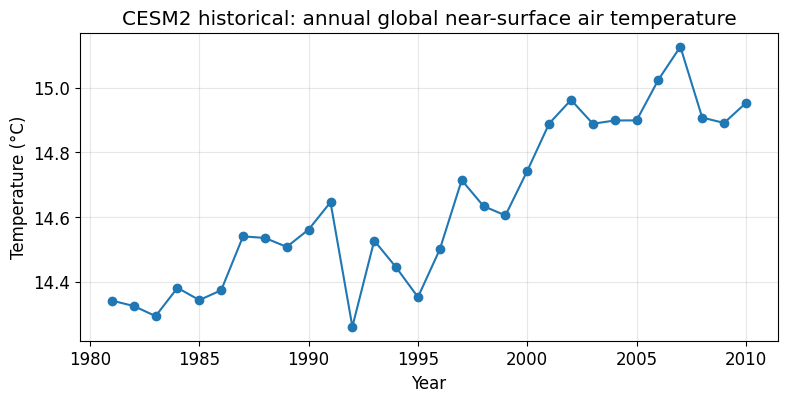 CESM2 historical: annual global near-surface air temperature
Temperature (°C)
15.0
14.8
14.6
14.4
1980 1985 1990 1995 2000 2005 2010
Year